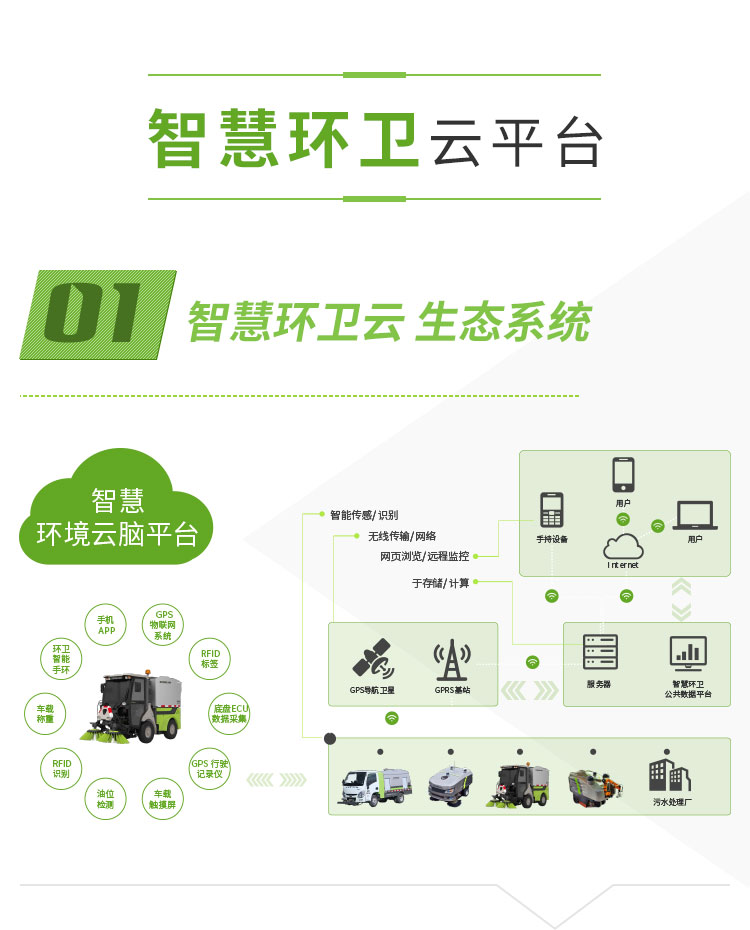 智慧环卫云平台
01
智慧环卫云 生态系统
智慧
环境云脑平台
手机
APP
GPS
物联网
系统
环卫
智能
手环
RFID
标签
车载
称重
底盘ECU
数据采集
RFID
识别
GPS 行驶
记录仪
油位
检测
车载
触摸屏
智能传感/识别
无线传输/网络
网页浏览/远程监控
于存储/计算
用户
手持设备
用户
Internet
GPS导航卫星
GPRS基站
服务器
智慧环卫
公共数据平台
污水处理厂